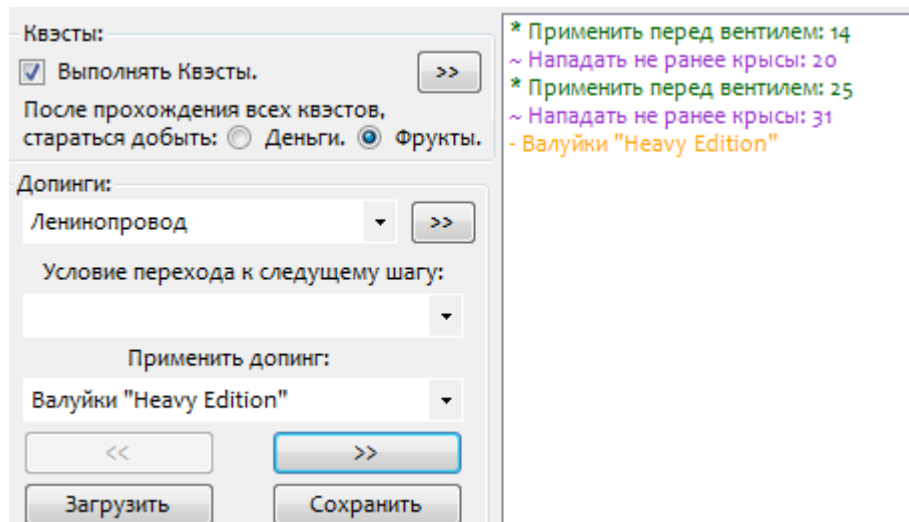 Квэсты:
Выполнять Квэсты.
>>
После прохождения всех квэстов,
стараться добыть: Деньги. Фрукты.
Допинги:
Ленинопровод
>>
Условие перехода к следущему шагу:
Применить допинг:
Валуйки "Heavy Edition"
<<
>>
Загрузить
Сохранить
* Применить перед вентилем: 14
~ Нападать не ранее крысы: 20
* Применить перед вентилем: 25
~ Нападать не ранее крысы: 31
- Валуйки "Heavy Edition"